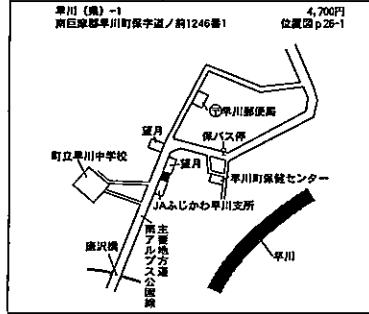 早川（県）-1
4,700円
南巨摩郡早川町保字道ノ前1246番1
位置図p26-1
早川郵便局
望月
保バス停
町立早川中学校
望月
早川町保健センター
JAふじかわ早川支所
主要地方道
南アルプス公園線
早川